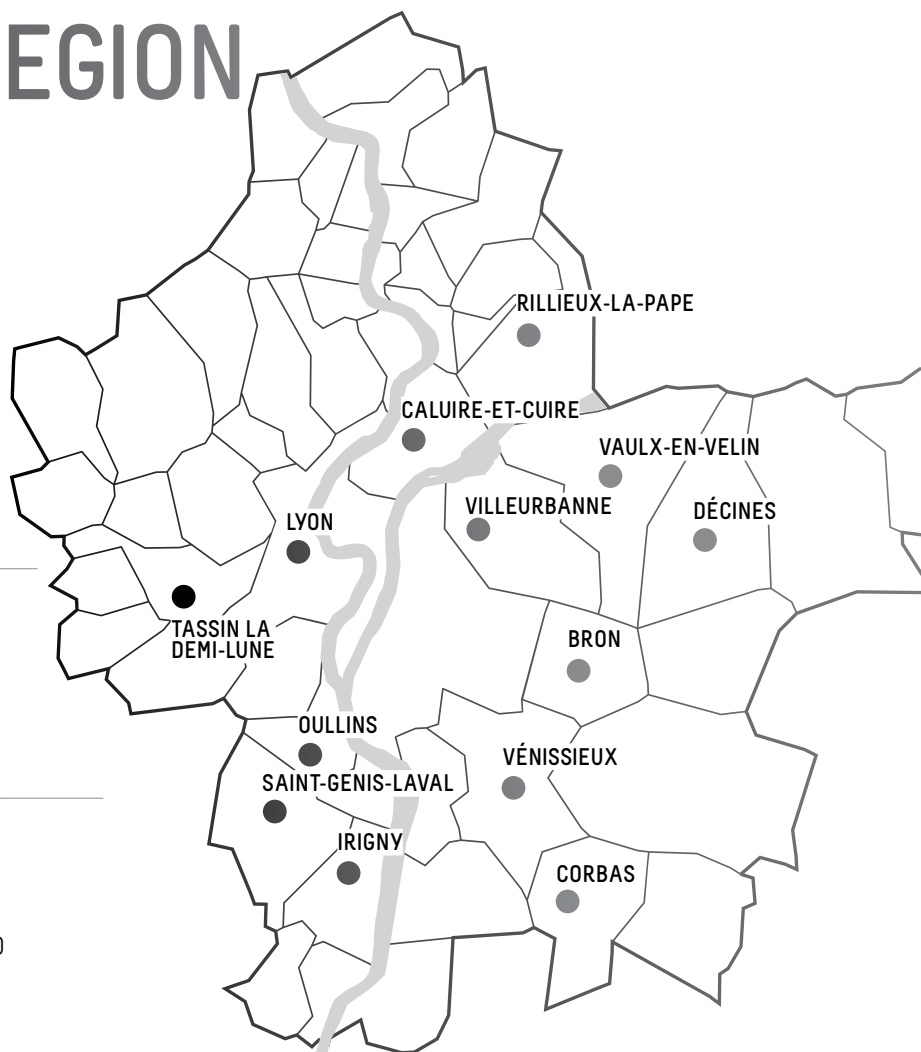 EGION
RILLIEUX-LA-PAPE
CALUIRE-ET-CUIRE
VAULX-EN-VELIN
VILLEURBANNE
DÉCINES
LYON
TASSIN LA
DEMI-LUNE
BRON
OULLINS
VÉNISSIEUX
SAINT-GENIS-LAVAL
IRIGNY
CORBAS